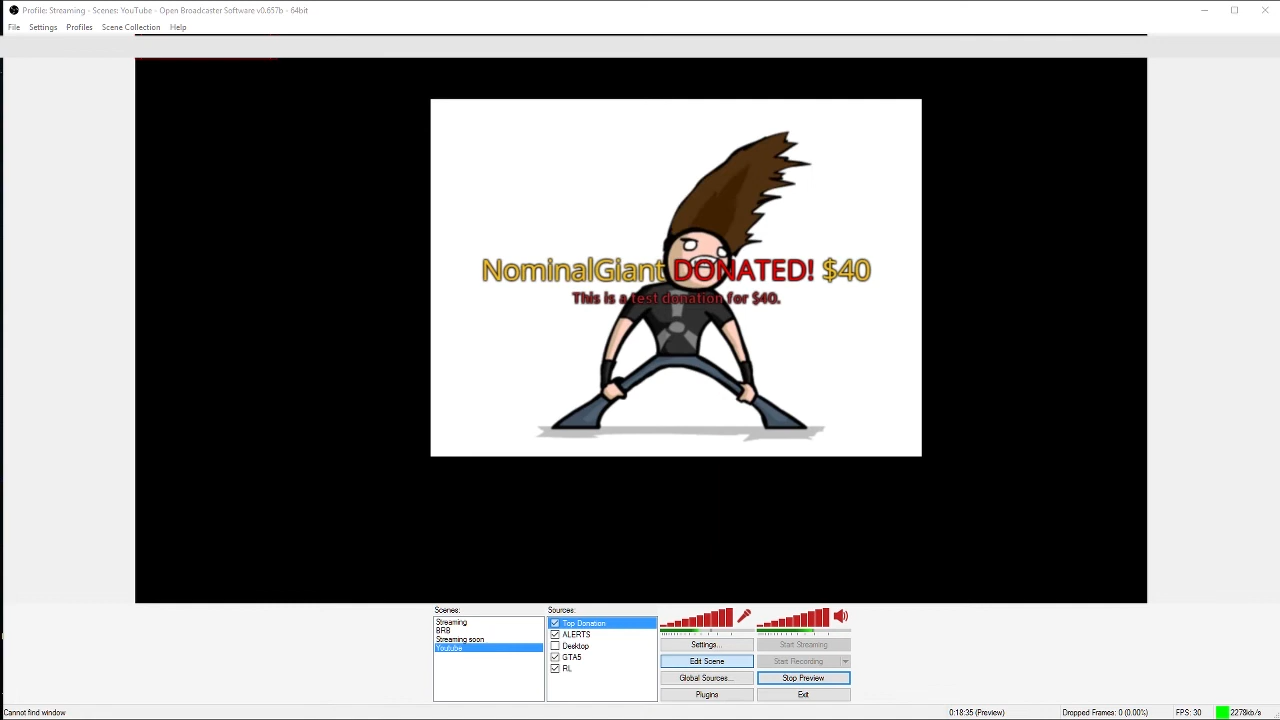 Profile: Streaming - Scenes: YouTube - Open Broadcaster Software v0.657b - 64bit
File Settings Profiles Scene Collection Help
NominalGiant DONATED! $40
This is a test donation for $40.
Scenes:
Streaming
BRB
Streaming soon
Youtube
Sources:
Top Donation
ALERTS
Desktop
GTA5
RL
Settings...
Edit Scene
Global Sources...
Plugins
Start Streaming
Start Recording
Stop Preview
Exit
Cannot find window
0:18:35 (Preview)
Dropped Frames: 0 (0.00%)
FPS: 30
2279kb/s